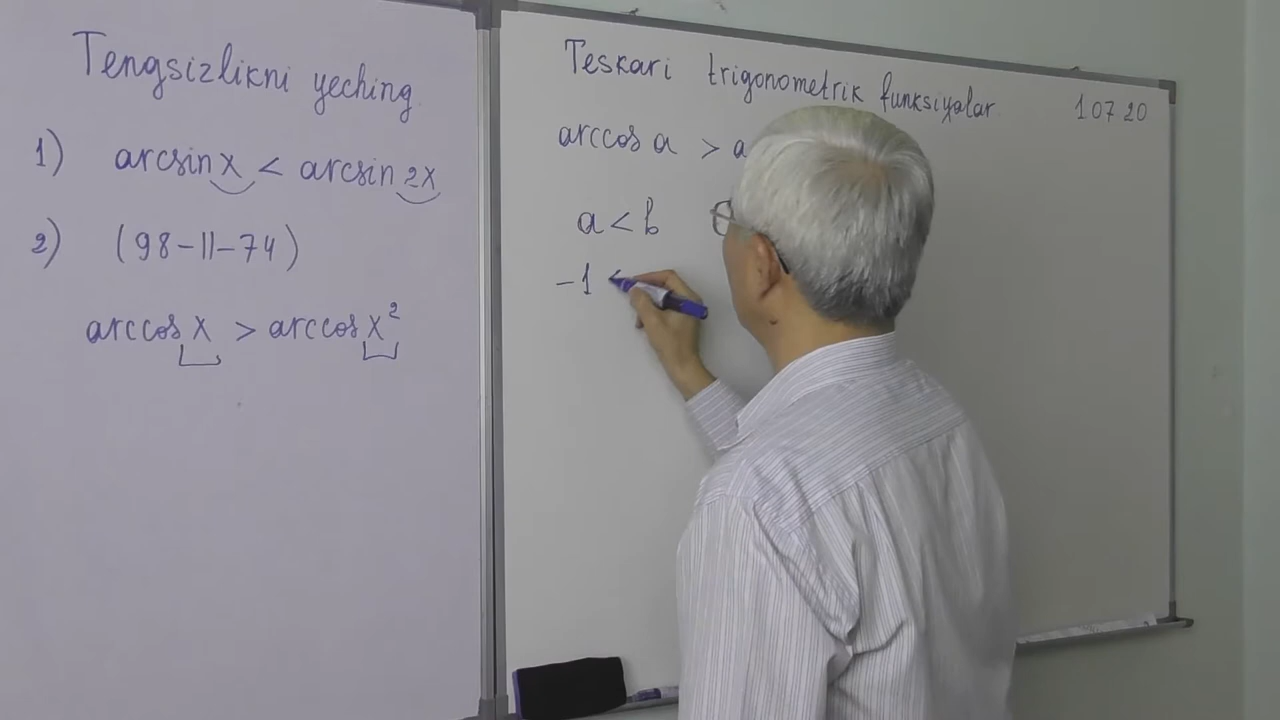 Tengsizlikni yeching
1) arcsin x < arcsin 2x
2) (98-11-74)
arccos x > arccos x²
Teskari trigonometrik funksiyalar 1 07 20
arccos a > a
a < b
-1 <